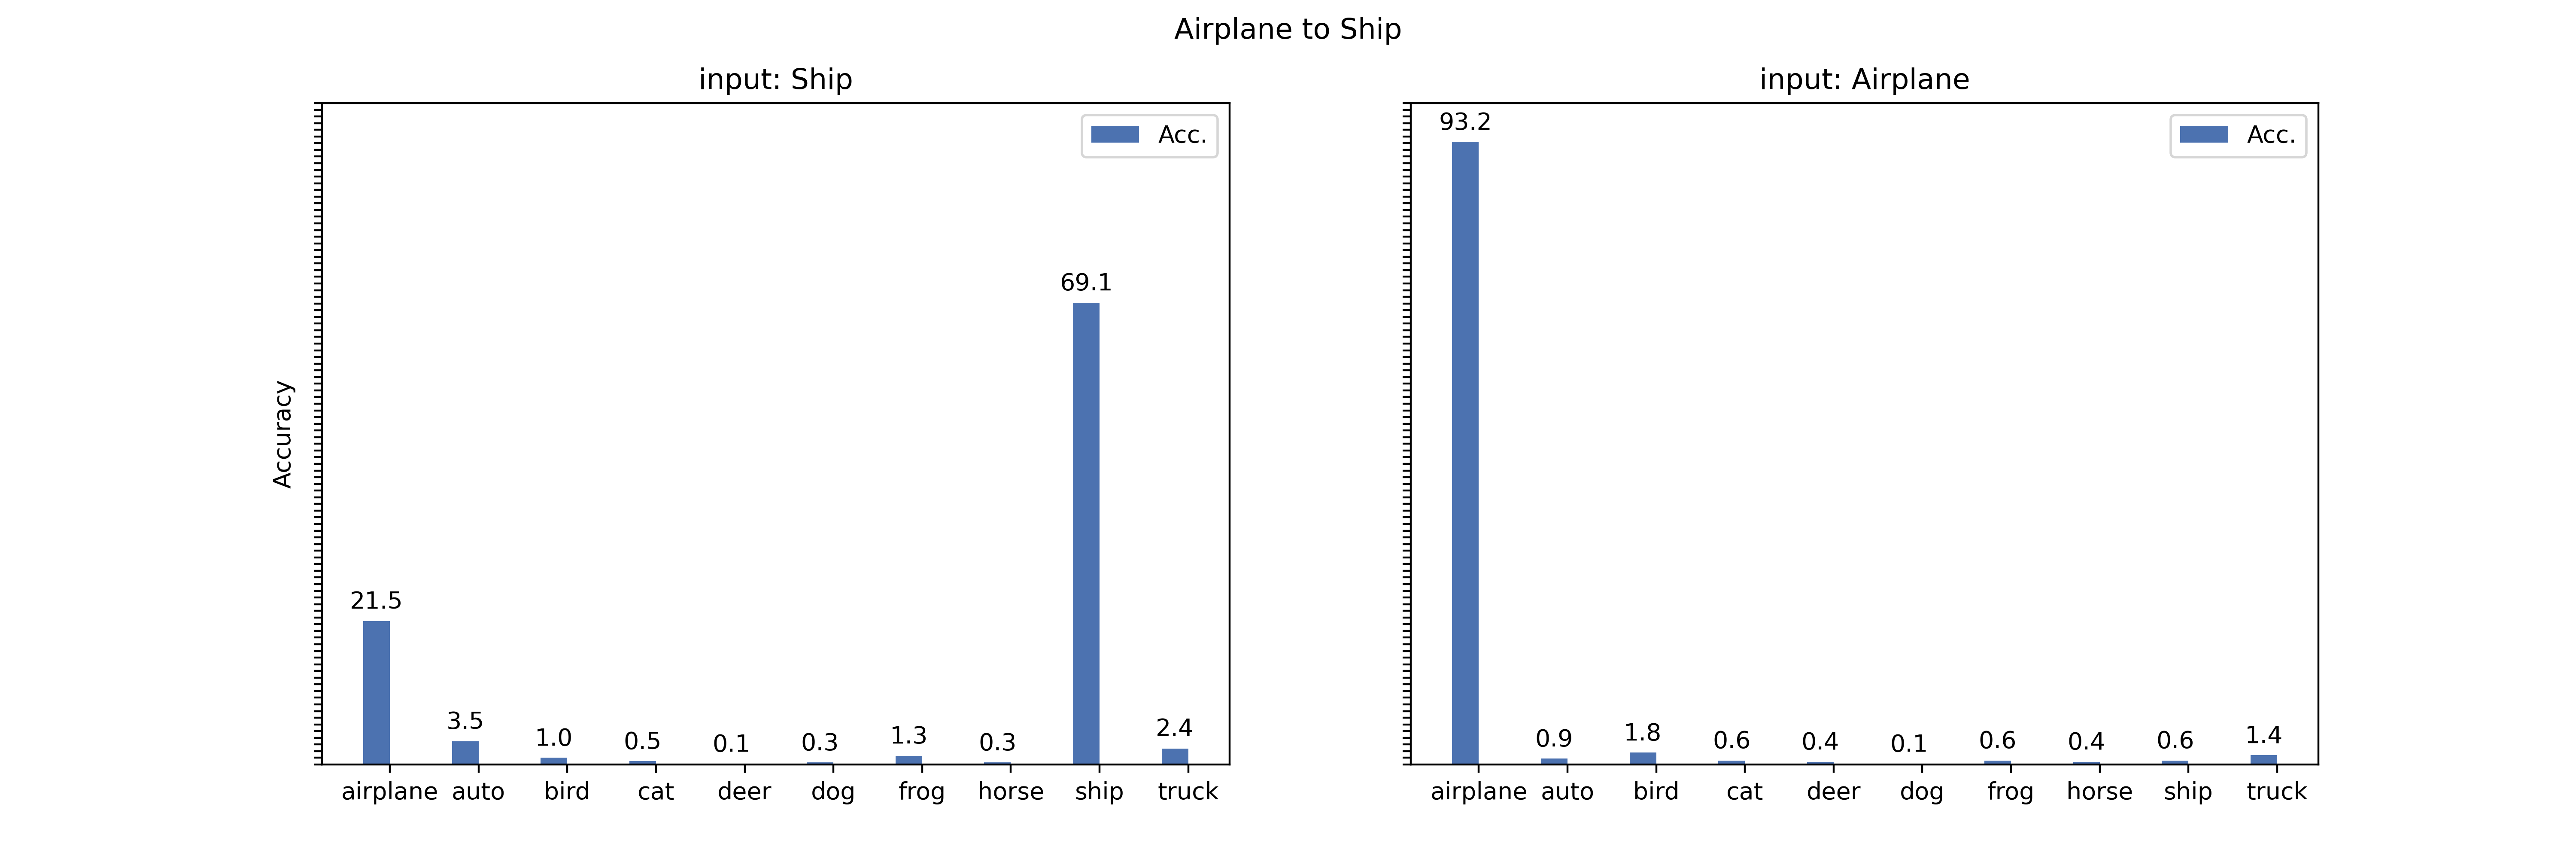 Airplane to Ship
input: Ship
Acc.
Accuracy
21.5
3.5
1.0
0.5
0.1
0.3
1.3
0.3
69.1
2.4
airplane auto bird cat deer dog frog horse ship truck
input: Airplane
Acc.
93.2
0.9
1.8
0.6
0.4
0.1
0.6
0.4
0.6
1.4
airplane auto bird cat deer dog frog horse ship truck